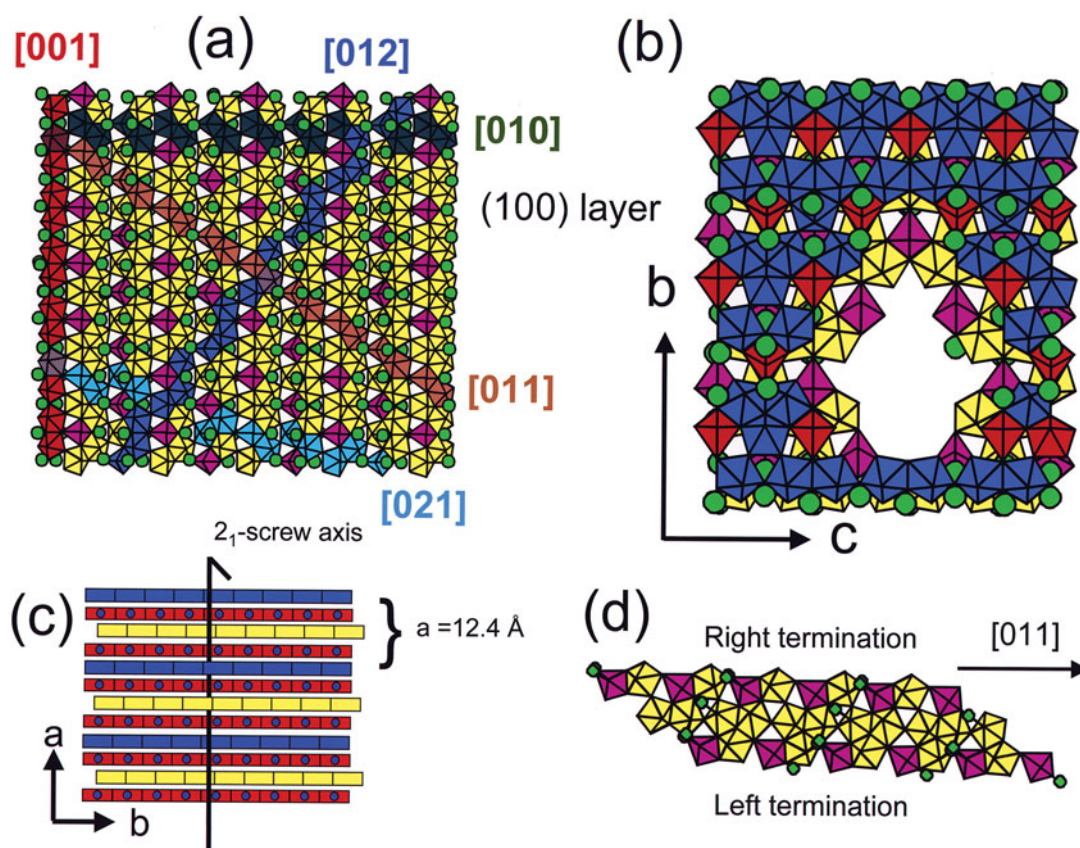 [001]
(a)
[012]
(b)
[010]
(100) layer
b
[011]
[021]
c
2₁-screw axis
(c)
a =12.4 Å
(d)
Right termination
[011]
a
b
Left termination